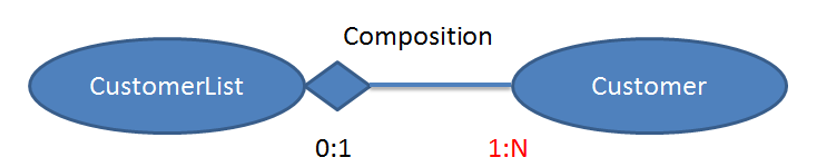 Composition
CustomerList
Customer
0:1
1:N